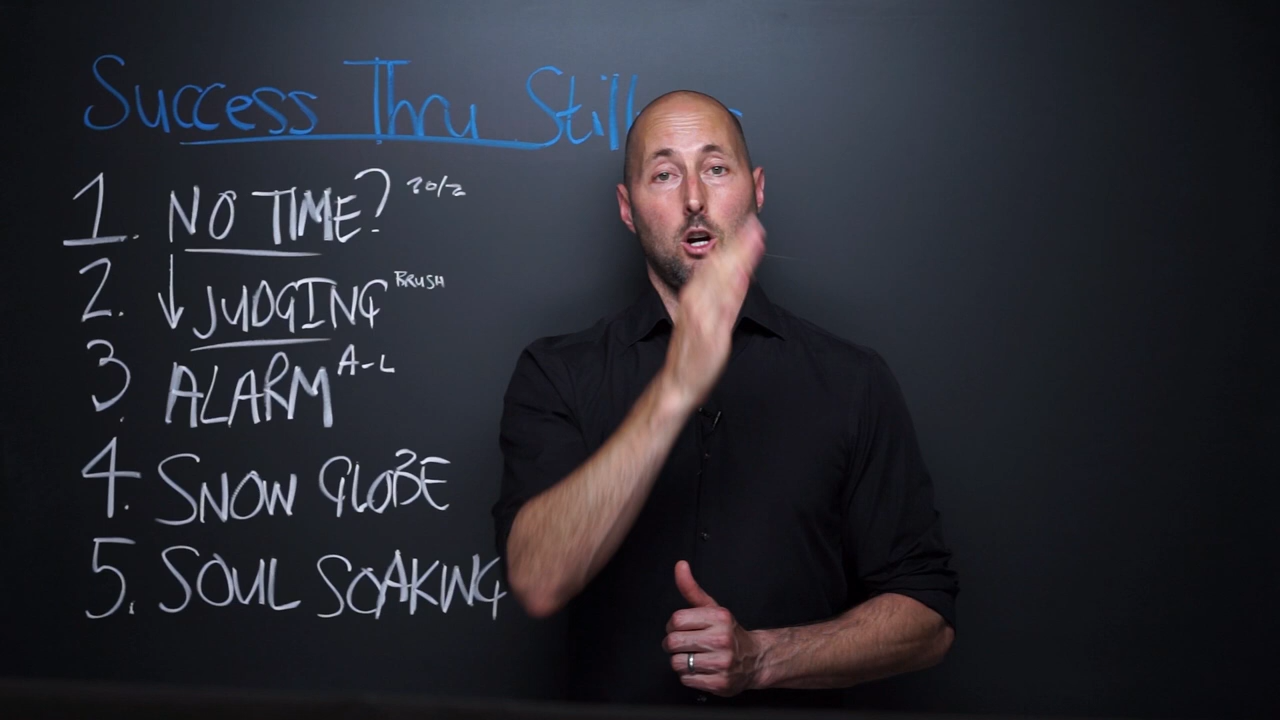 Success Thru Still
1. NO TIME? 20/2
2. ↓ JUDGING BRUSH
3. ALARM A-L
4. SNOW GLOBE
5. SOUL SOAKING